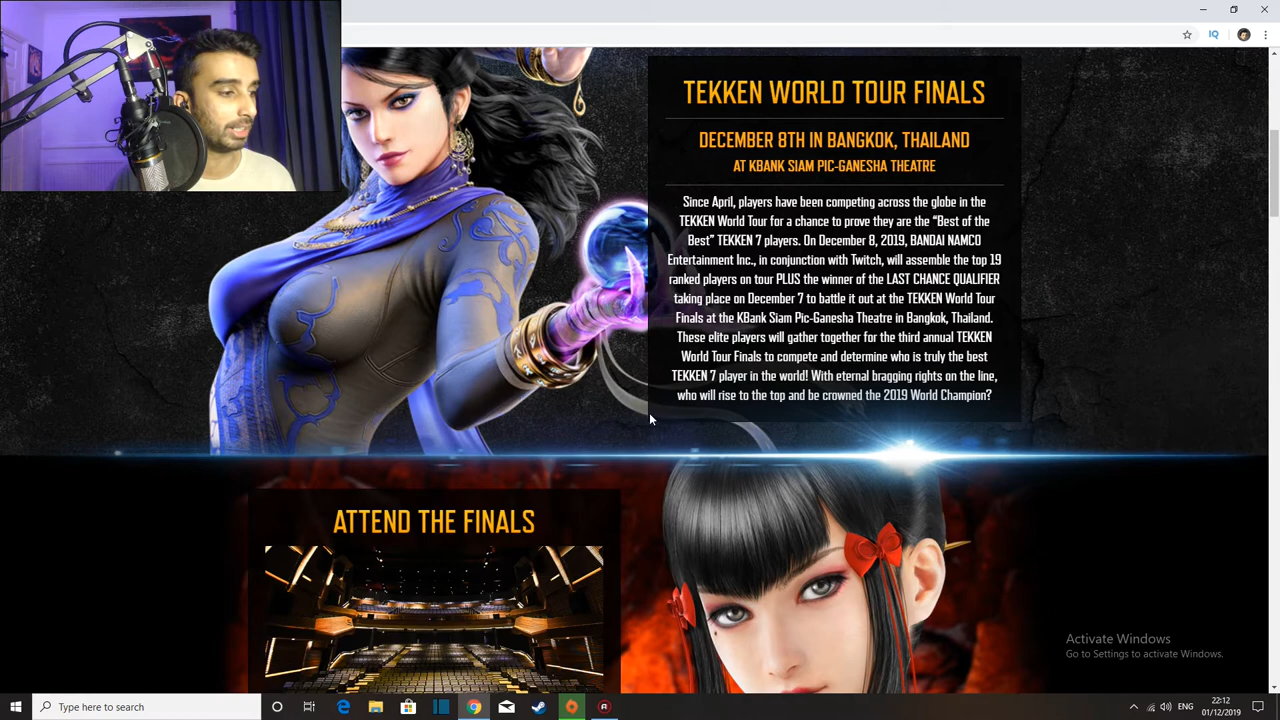 IQ
TEKKEN WORLD TOUR FINALS
DECEMBER 8TH IN BANGKOK, THAILAND
AT KBANK SIAM PIC-GANESHA THEATRE
Since April, players have been competing across the globe in the
TEKKEN World Tour for a chance to prove they are the “Best of the
Best” TEKKEN 7 players. On December 8, 2019, BANDAI NAMCO
Entertainment Inc., in conjunction with Twitch, will assemble the top 19
ranked players on tour PLUS the winner of the LAST CHANCE QUALIFIER
taking place on December 7 to battle it out at the TEKKEN World Tour
Finals at the KBank Siam Pic-Ganesha Theatre in Bangkok, Thailand.
These elite players will gather together for the third annual TEKKEN
World Tour Finals to compete and determine who is truly the best
TEKKEN 7 player in the world! With eternal bragging rights on the line,
who will rise to the top and be crowned the 2019 World Champion?
ATTEND THE FINALS
Activate Windows
Go to Settings to activate Windows.
Type here to search
ENG
22:12
01/12/2019